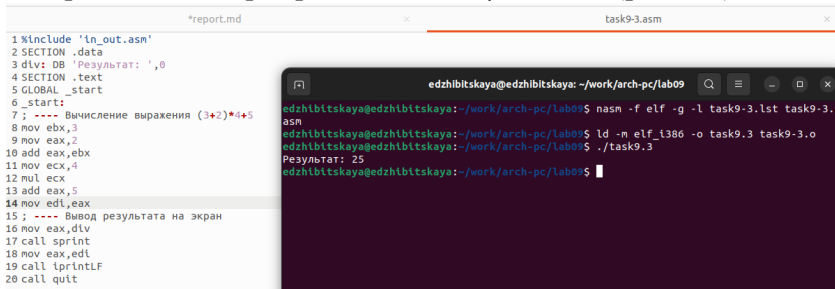 *report.md
task9-3.asm
1 %include 'in_out.asm'
2 SECTION .data
3 div: DB 'Результат: ',0
4 SECTION .text
5 GLOBAL _start
6 _start:
7 ; ---- Вычисление выражения (3+2)*4+5
8 mov ebx,3
9 mov eax,2
10 add eax,ebx
11 mov ecx,4
12 mul ecx
13 add eax,5
14 mov edi,eax
15 ; ---- Вывод результата на экран
16 mov eax,div
17 call sprint
18 mov eax,edi
19 call iprintLF
20 call quit
edzhibitskaya@edzhibitskaya: ~/work/arch-pc/lab09
edzhibitskaya@edzhibitskaya:~/work/arch-pc/lab09$ nasm -f elf -g -l task9-3.lst task9-3.
asm
edzhibitskaya@edzhibitskaya:~/work/arch-pc/lab09$ ld -m elf_i386 -o task9.3 task9-3.o
edzhibitskaya@edzhibitskaya:~/work/arch-pc/lab09$ ./task9.3
Результат: 25
edzhibitskaya@edzhibitskaya:~/work/arch-pc/lab09$